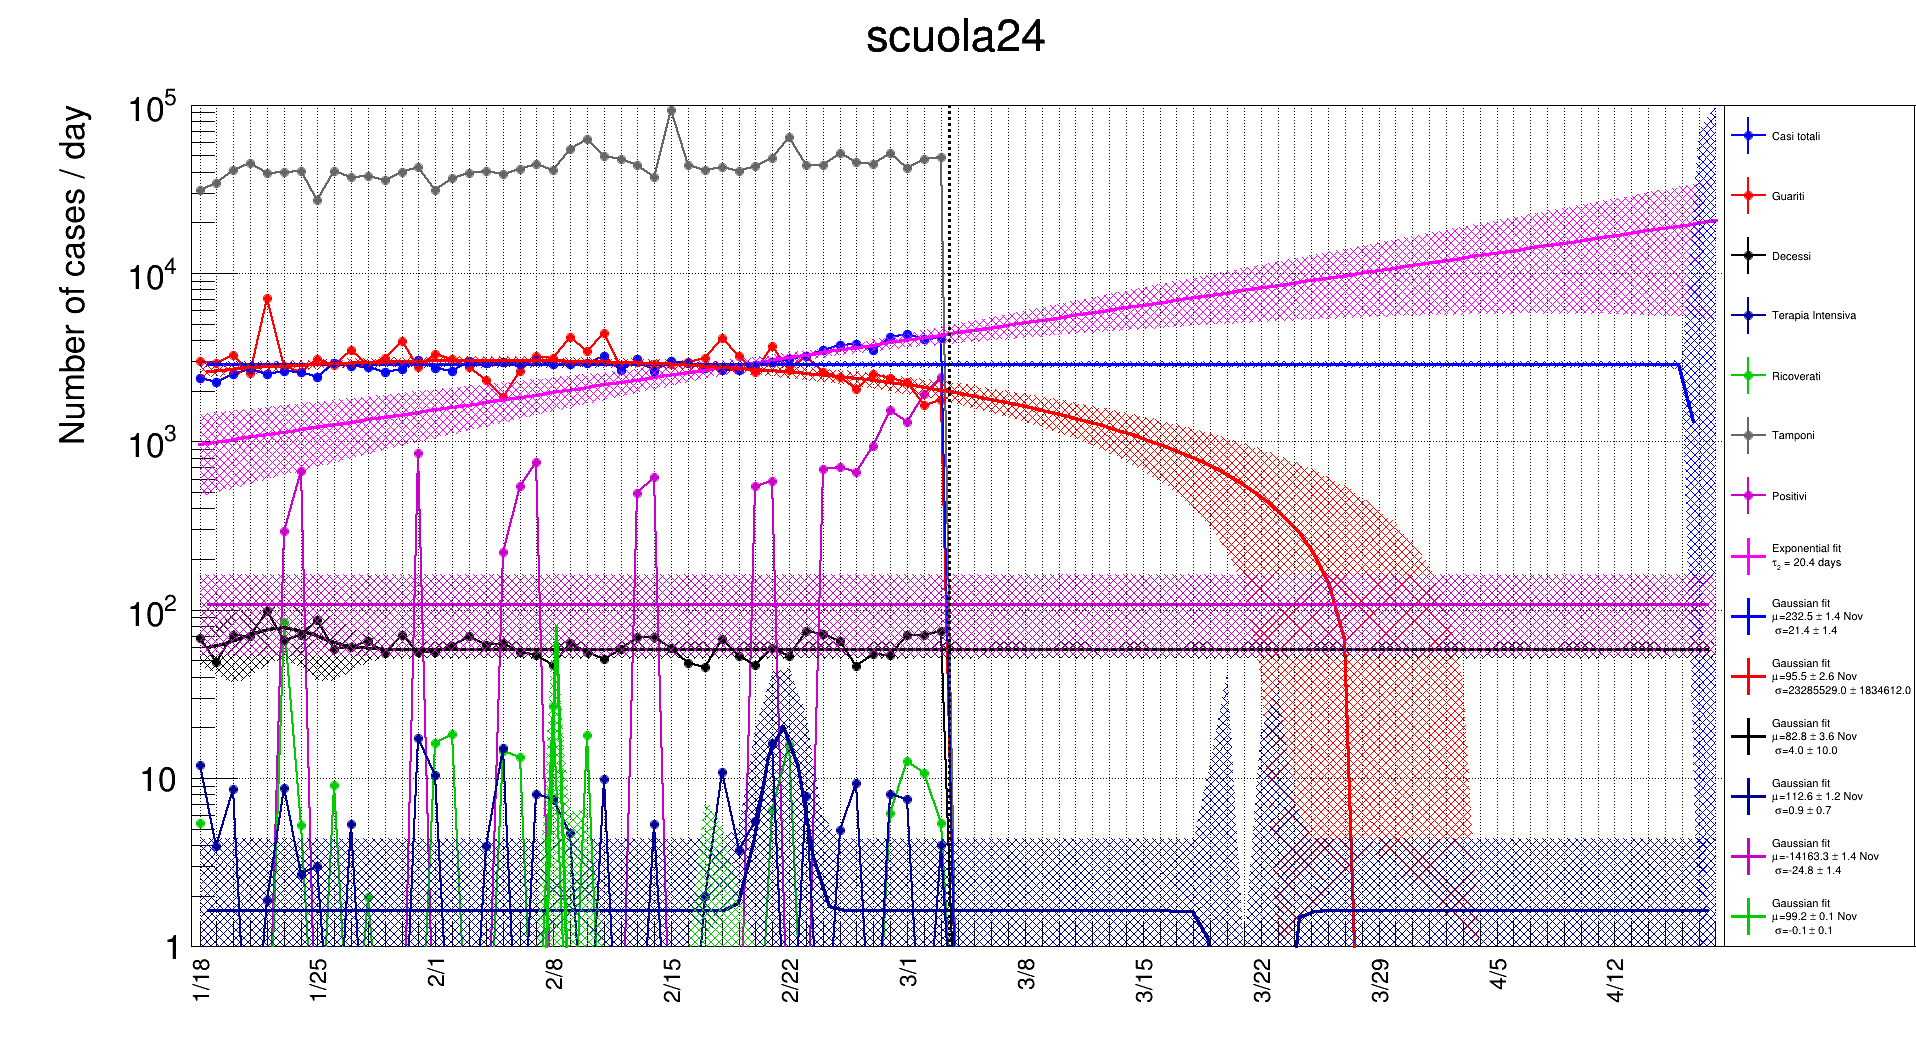 scuola24
Number of cases / day
10^5
10^4
10^3
10^2
10
1
1/18
1/25
2/1
2/8
2/15
2/22
3/1
3/8
3/15
3/22
3/29
4/5
4/12
Casi totali
Guariti
Decessi
Terapia Intensiva
Ricoverati
Tamponi
Positivi
Exponential fit
τ_2 = 20.4 days
Gaussian fit
μ=232.5 ± 1.4 Nov
σ=21.4 ± 1.4
Gaussian fit
μ=95.5 ± 2.6 Nov
σ=23285529.0 ± 1834612.0
Gaussian fit
μ=82.8 ± 3.6 Nov
σ=4.0 ± 10.0
Gaussian fit
μ=112.6 ± 1.2 Nov
σ=0.9 ± 0.7
Gaussian fit
μ=-14163.3 ± 1.4 Nov
σ=-24.8 ± 1.4
Gaussian fit
μ=99.2 ± 0.1 Nov
σ=-0.1 ± 0.1